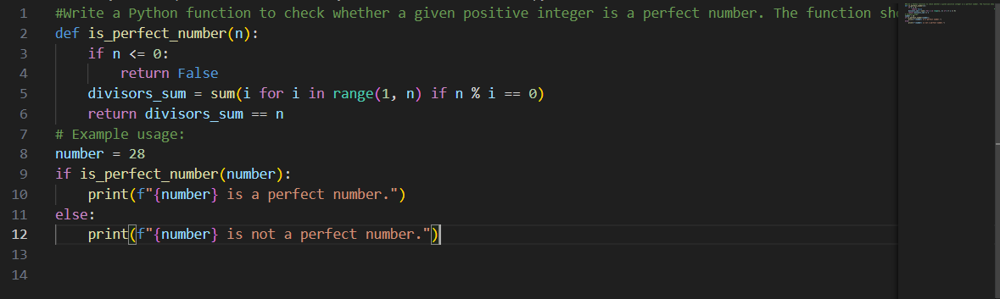 1 #Write a Python function to check whether a given positive integer is a perfect number. The function
2 def is_perfect_number(n):
3     if n <= 0:
4         return False
5     divisors_sum = sum(i for i in range(1, n) if n % i == 0)
6     return divisors_sum == n
7 # Example usage:
8 number = 28
9 if is_perfect_number(number):
10     print(f"{number} is a perfect number.")
11 else:
12     print(f"{number} is not a perfect number.")
13
14